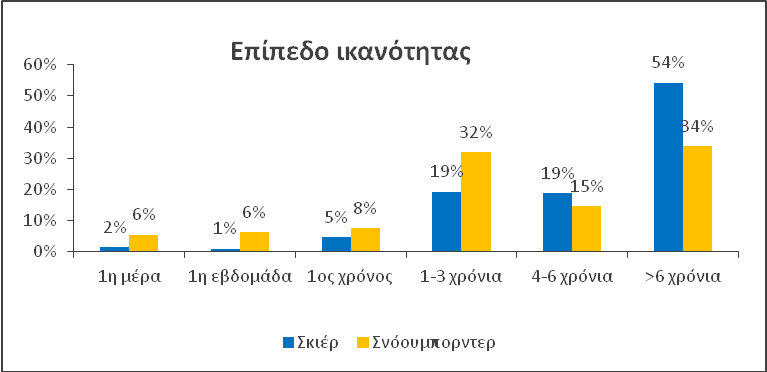 Επίπεδο ικανότητας
60%
50%
40%
30%
20%
10%
0%
2% 6% 1% 6% 5% 8% 19% 32% 19% 15% 54% 34%
1η μέρα 1η εβδομάδα 1ος χρόνος 1-3 χρόνια 4-6 χρόνια >6 χρόνια
Σκιέρ Σνόουμπορντερ